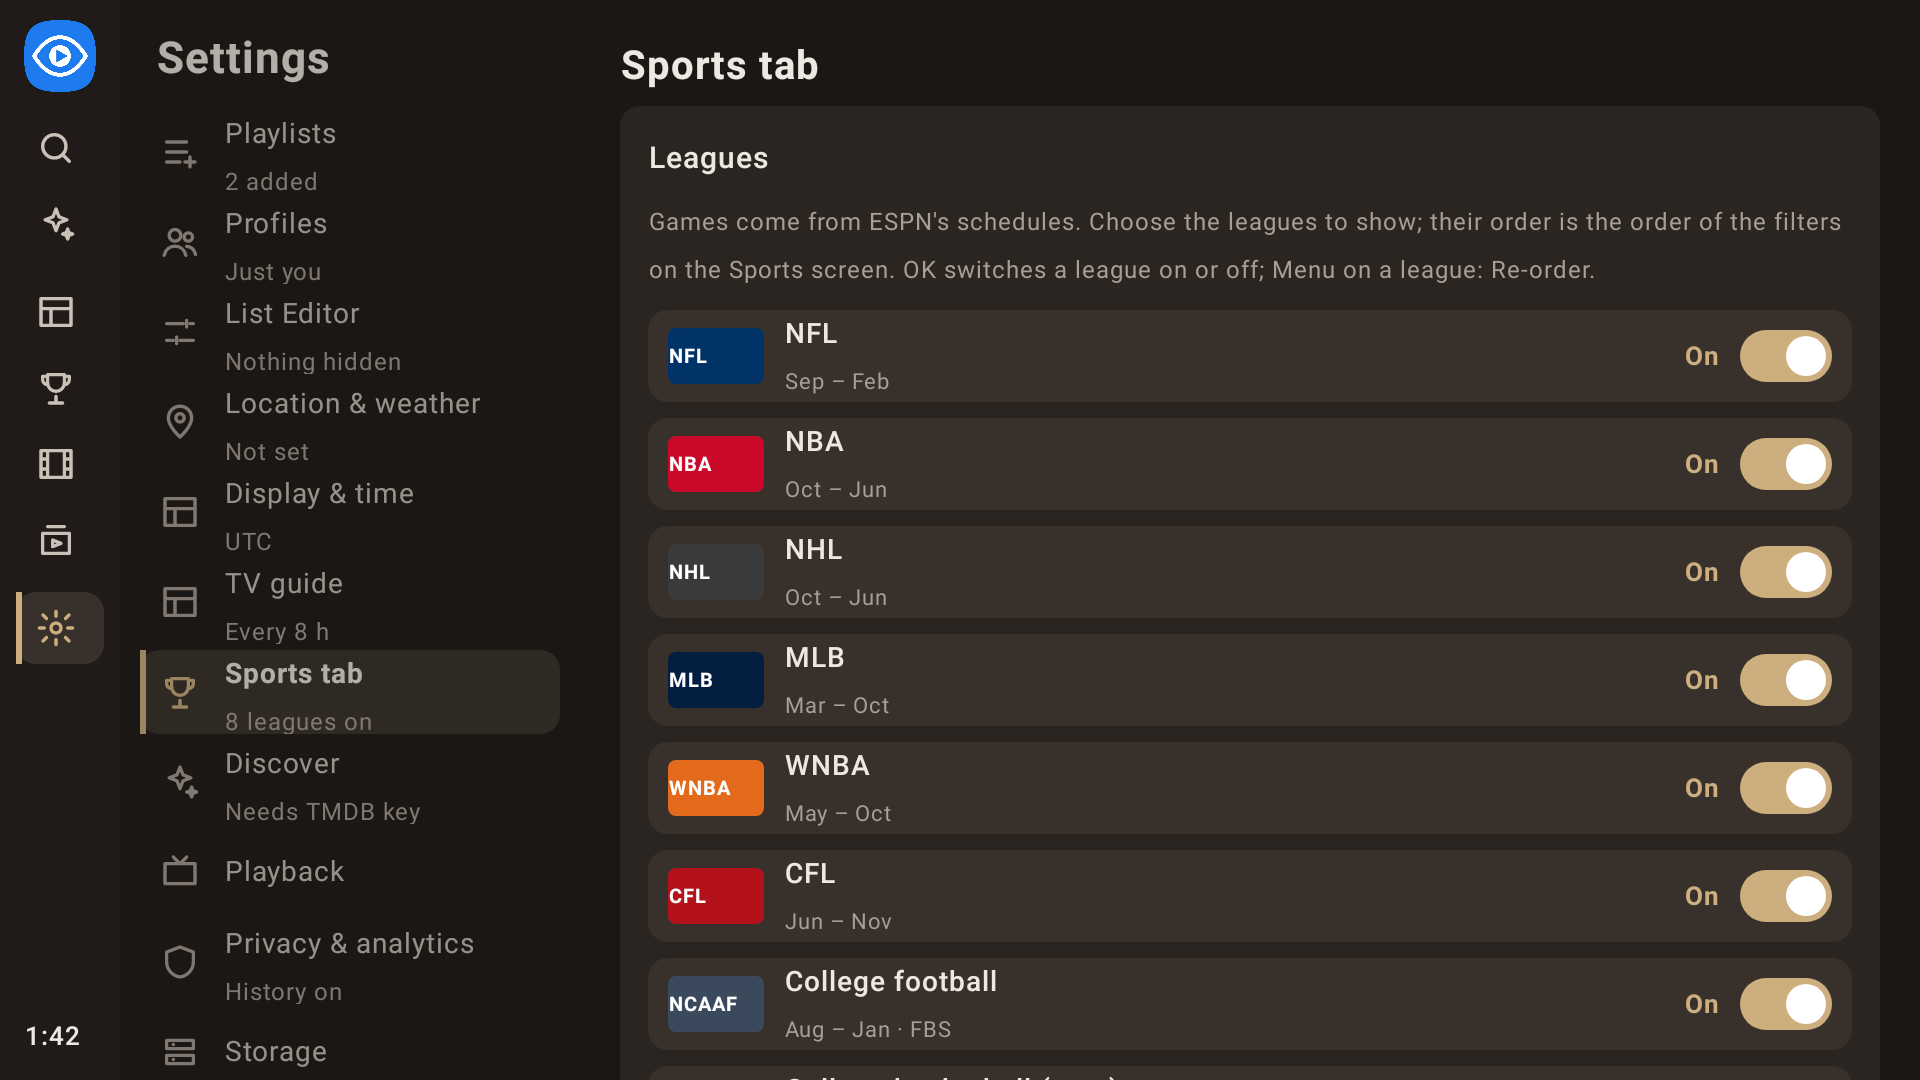 Settings
Playlists
2 added
Profiles
Just you
List Editor
Nothing hidden
Location & weather
Not set
Display & time
UTC
TV guide
Every 8 h
Sports tab
8 leagues on
Discover
Needs TMDB key
Playback
Privacy & analytics
History on
Storage
1:42
Sports tab
Leagues
Games come from ESPN's schedules. Choose the leagues to show; their order is the order of the filters
on the Sports screen. OK switches a league on or off; Menu on a league: Re-order.
NFL
NFL
Sep – Feb
On
NBA
NBA
Oct – Jun
On
NHL
NHL
Oct – Jun
On
MLB
MLB
Mar – Oct
On
WNBA
WNBA
May – Oct
On
CFL
CFL
Jun – Nov
On
NCAAF
College football
Aug – Jan · FBS
On